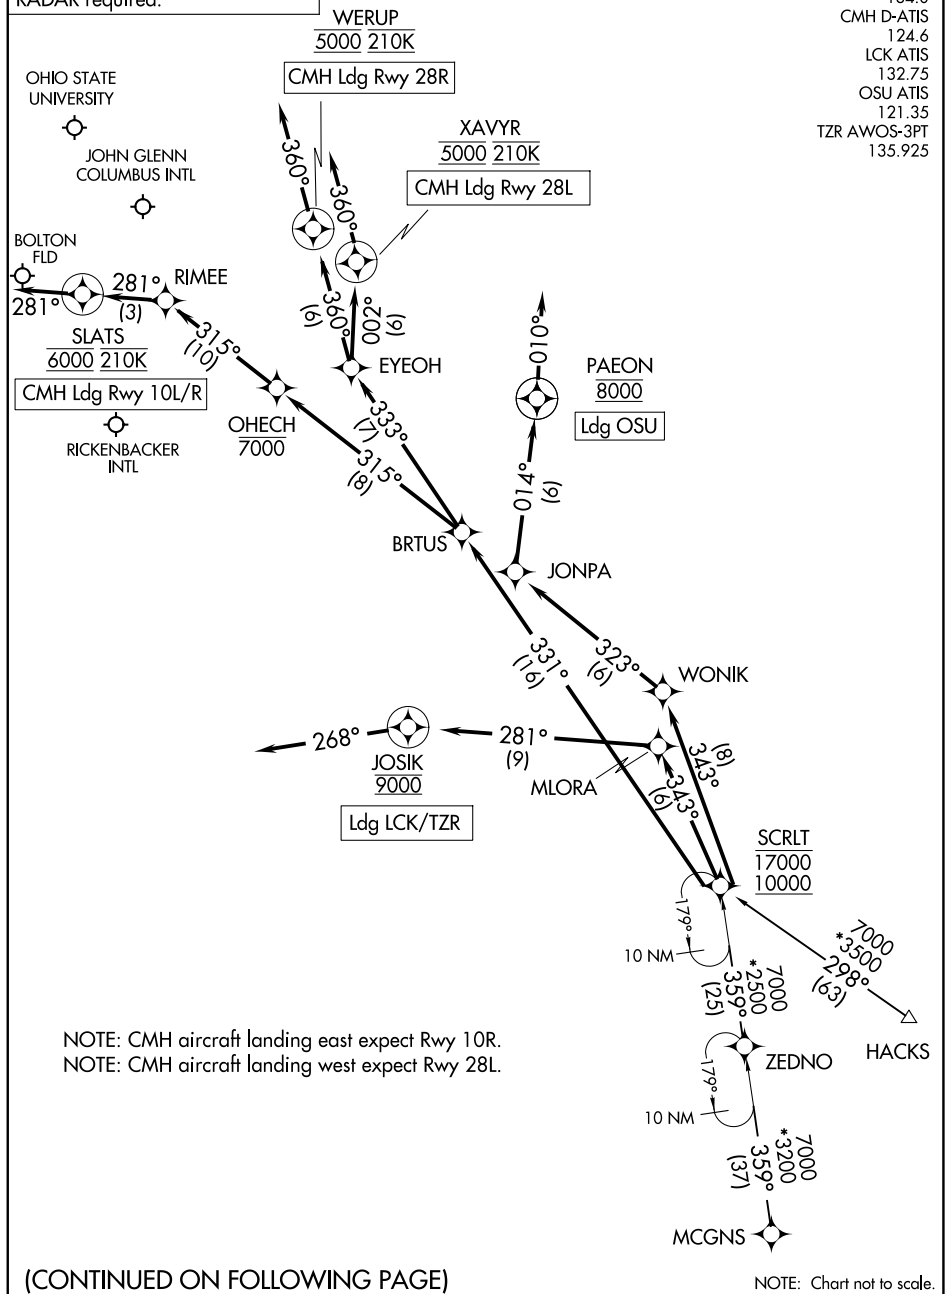 RADAR required.
CMH D-ATIS
124.6
LCK ATIS
132.75
OSU ATIS
121.35
TZR AWOS-3PT
135.925
WERUP
5000 210K
CMH Ldg Rwy 28R
OHIO STATE
UNIVERSITY
XAVYR
5000 210K
CMH Ldg Rwy 28L
JOHN GLENN
COLUMBUS INTL
360°
360°
BOLTON
FLD
281°
281°
(3)
RIMEE
SLATS
6000 210K
CMH Ldg Rwy 10L/R
RICKENBACKER
INTL
315°
(10)
360°
(6)
002°
(6)
EYEOH
OHECH
7000
333°
(7)
315°
(8)
010°
PAEON
8000
Ldg OSU
014°
(6)
BRTUS
JONPA
331°
(16)
323°
(6)
WONIK
268°
JOSIK
9000
Ldg LCK/TZR
281°
(9)
MLORA
343°
(8)
343°
(6)
SCRLT
17000
10000
179°
10 NM
7000
*2500
359°
(25)
7000
*3500
298°
(63)
HACKS
ZEDNO
179°
10 NM
7000
*3200
359°
(37)
MCGNS
NOTE: CMH aircraft landing east expect Rwy 10R.
NOTE: CMH aircraft landing west expect Rwy 28L.
(CONTINUED ON FOLLOWING PAGE)
NOTE: Chart not to scale.